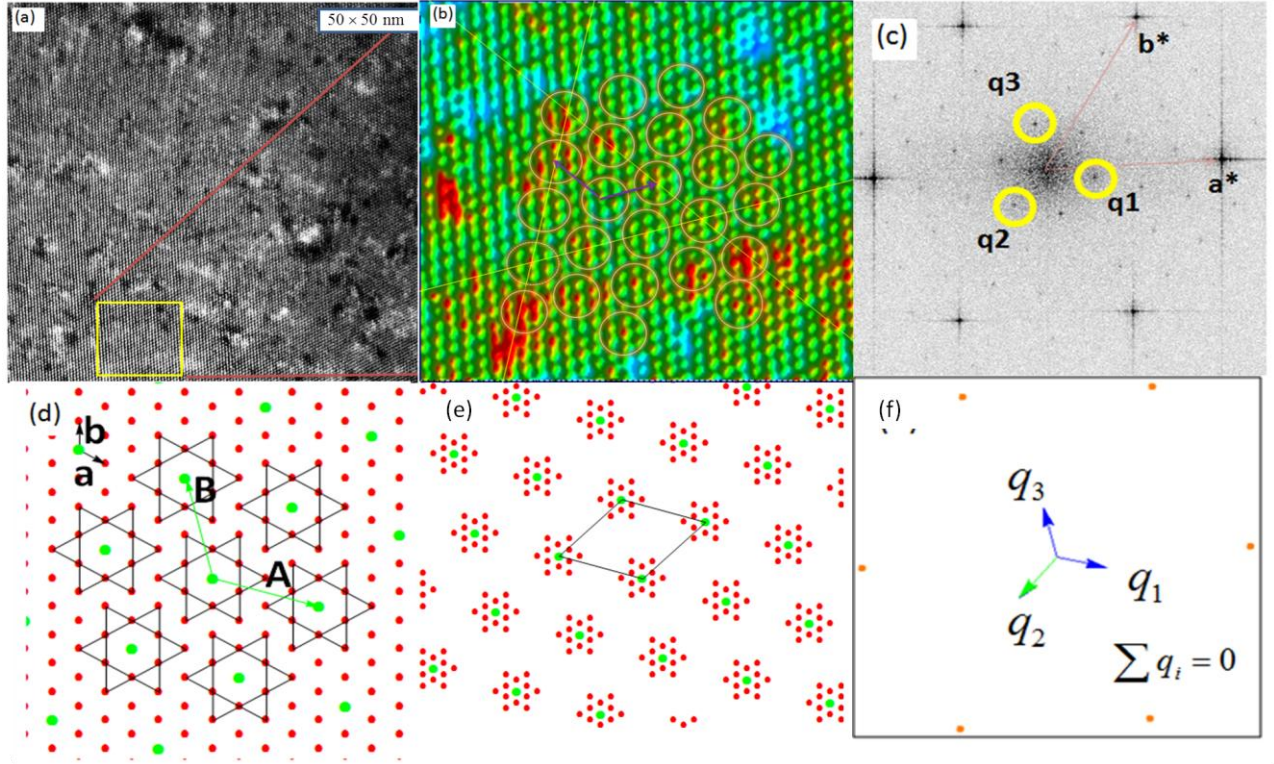 (a)
50 × 50 nm
(b)
(c)
b*
q3
a*
q1
q2
(d)
b
a
B
A
(e)
(f)
q₃
q₁
q₂
∑ qᵢ = 0